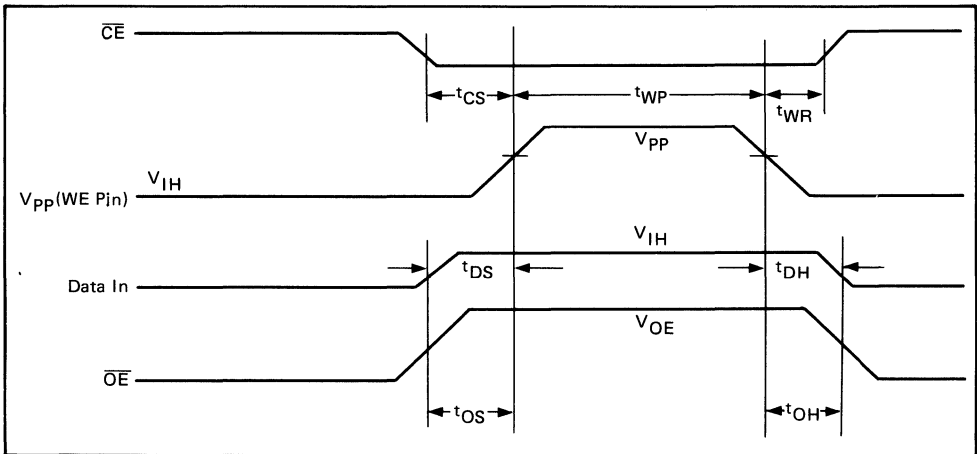 CE
tCS
tWP
tWR
VPP
VIH
VPP(WE Pin)
VIH
tDS
tDH
Data In
VOE
OE
tOS
tOH